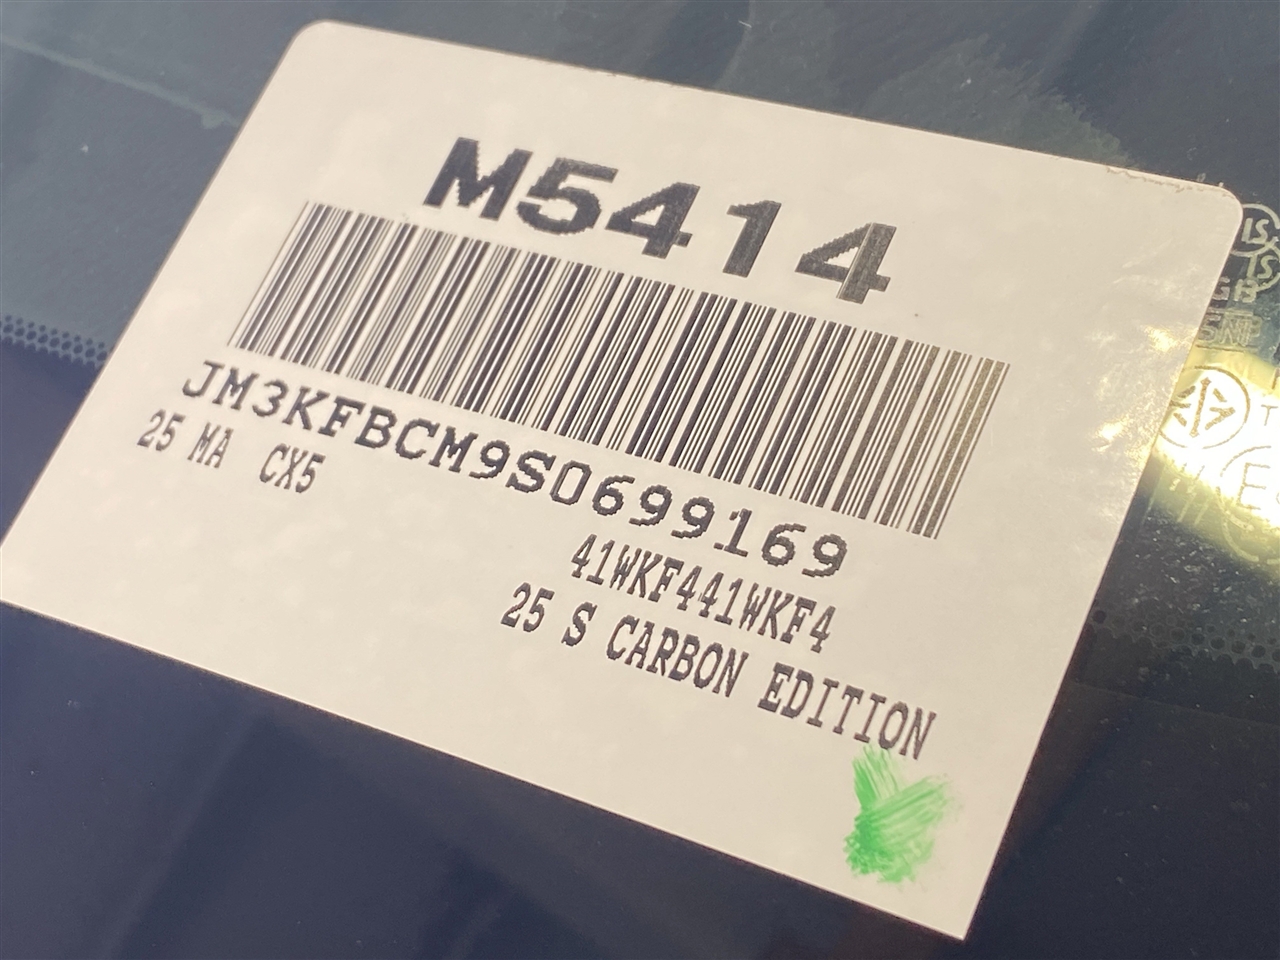 M5414
JM3KFBCM9S0699169
25 MA CX5
41WKF441WKF4
25 S CARBON EDITION